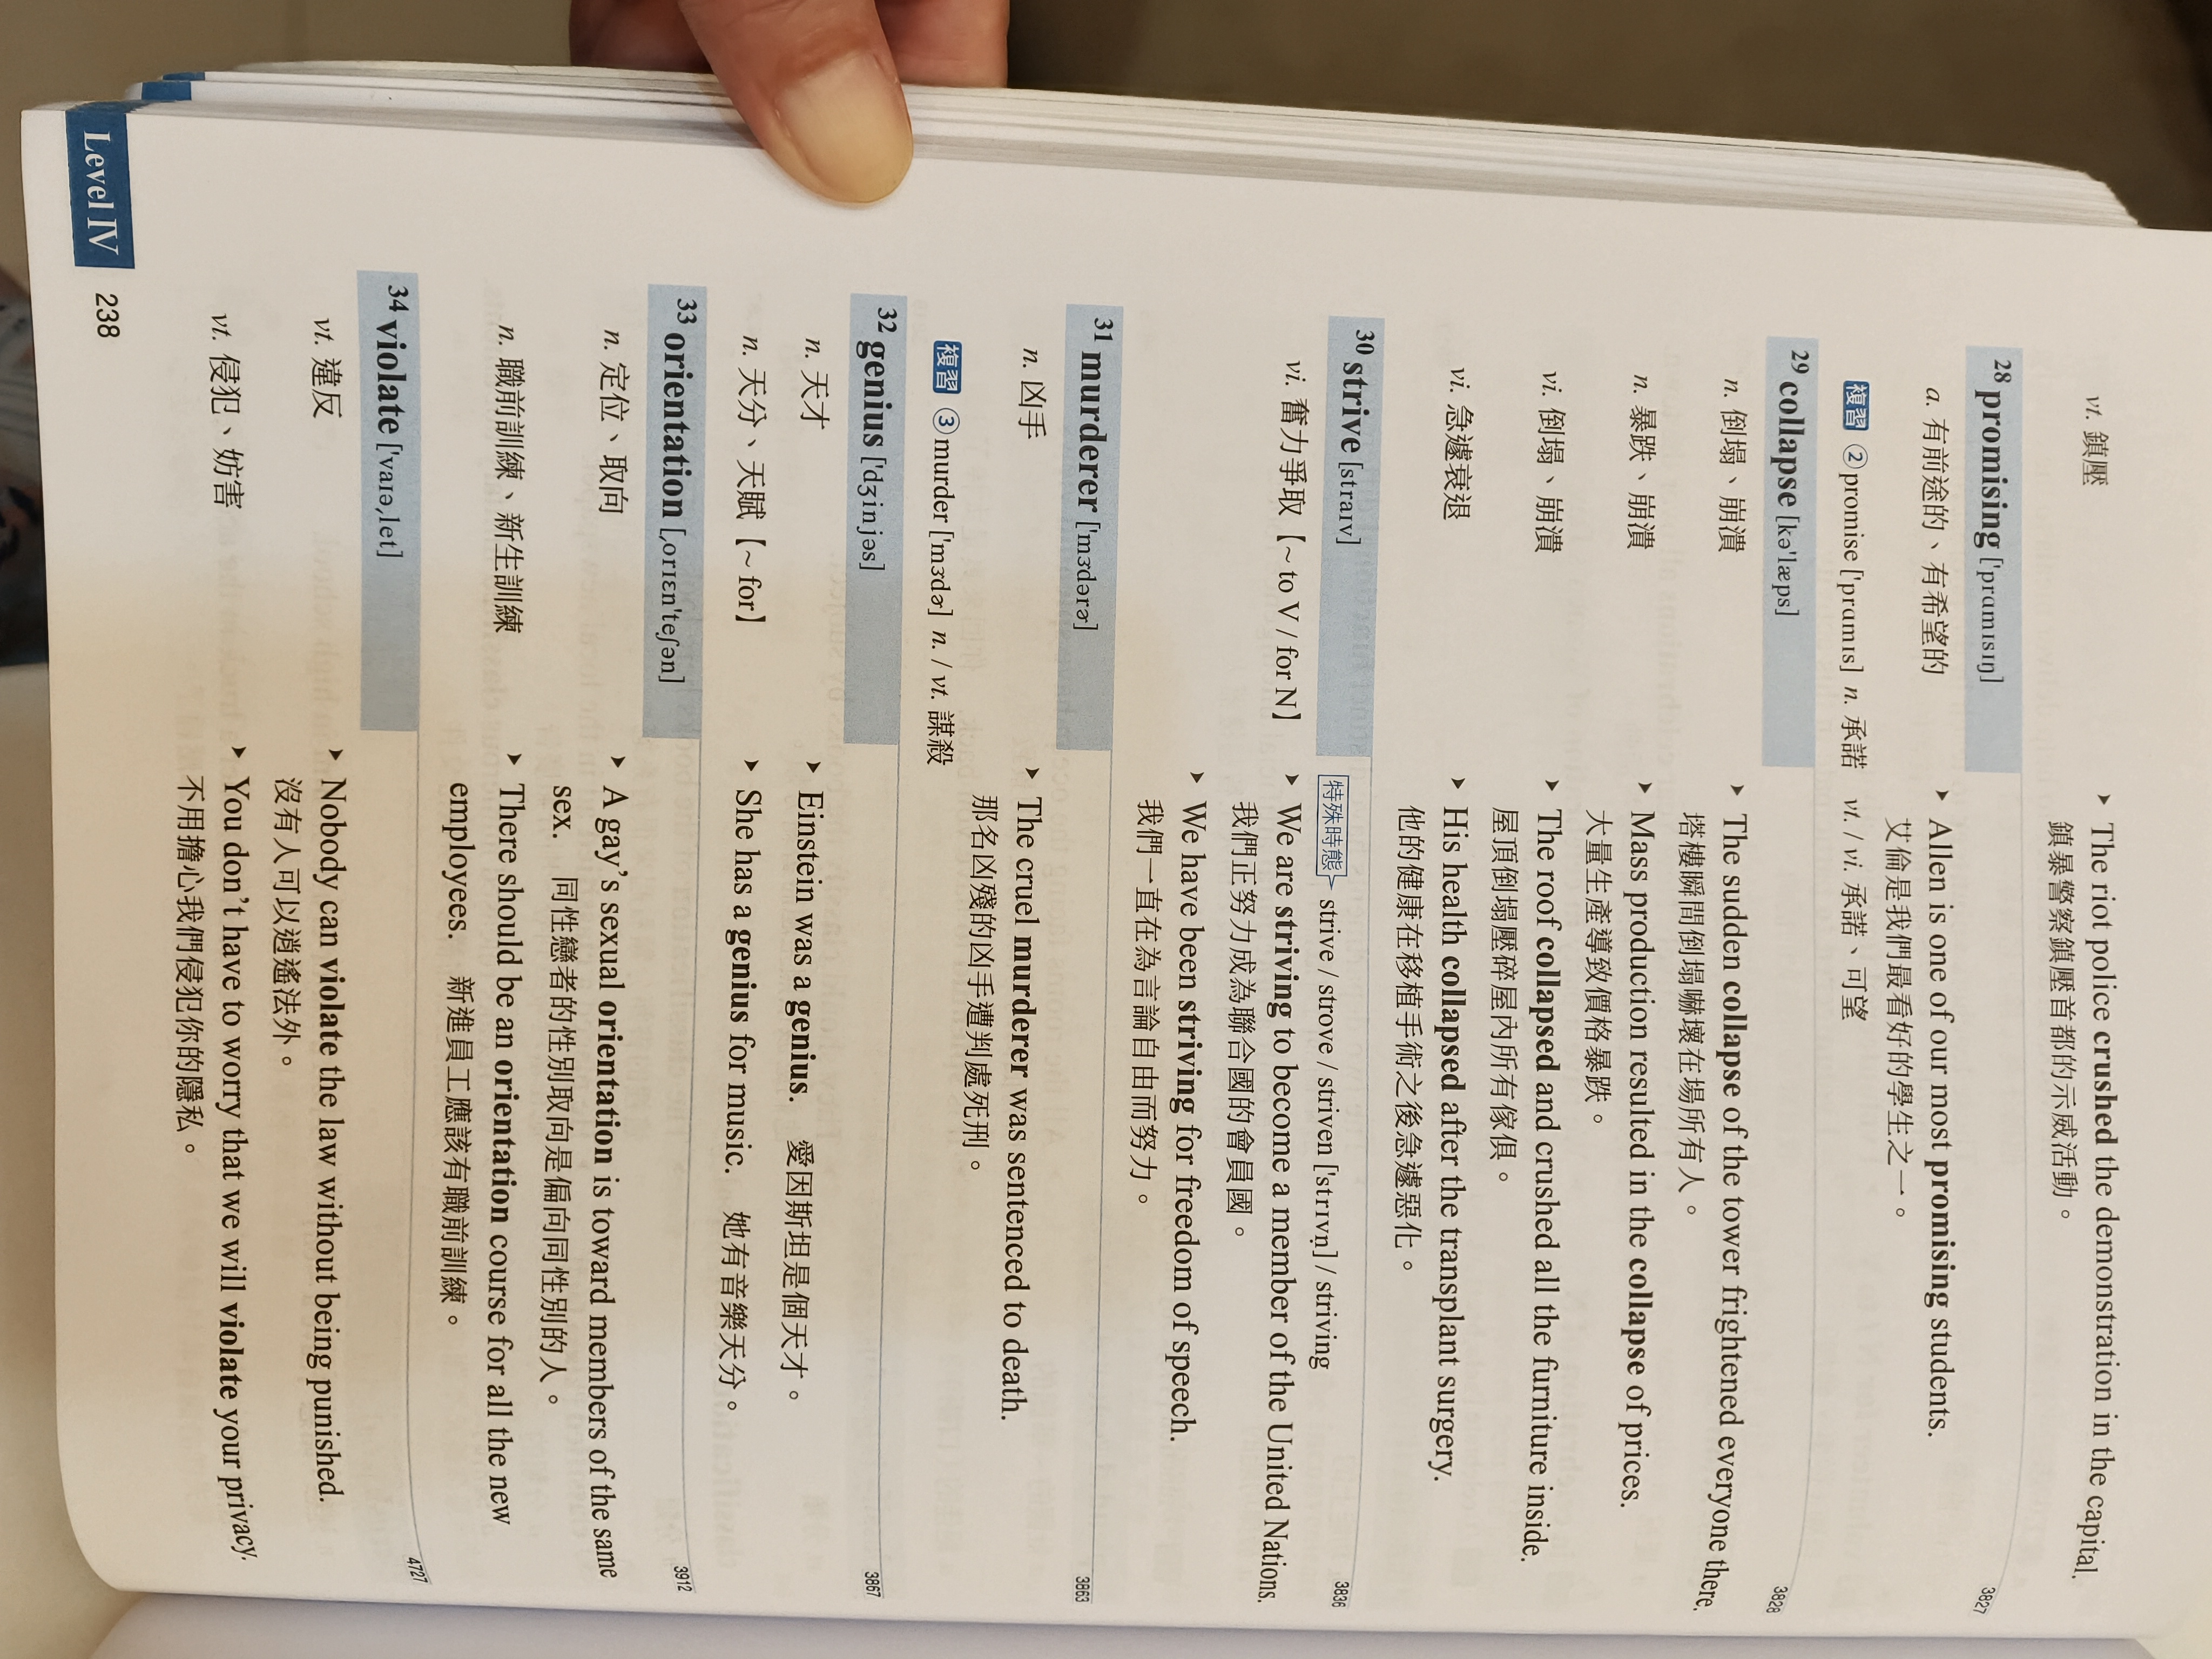 vt. 鎮壓 ➤ The riot police crushed the demonstration in the capital.
鎮暴警察鎮壓首都的示威活動。
28 promising [ˈprɑmɪsɪŋ] 3827
a. 有前途的、有希望的 ➤ Allen is one of our most promising students.
艾倫是我們最看好的學生之一。
複習 ② promise [ˈprɑmɪs] n. 承諾 vt. / vi. 承諾、可望
29 collapse [kəˈlæps] 3828
n. 倒塌、崩潰 ➤ The sudden collapse of the tower frightened everyone there.
塔樓瞬間倒塌嚇壞在場所有人。
n. 暴跌、崩潰 ➤ Mass production resulted in the collapse of prices.
大量生產導致價格暴跌。
vi. 倒塌、崩潰 ➤ The roof collapsed and crushed all the furniture inside.
屋頂倒塌壓碎屋內所有傢俱。
vi. 急遽衰退 ➤ His health collapsed after the transplant surgery.
他的健康在移植手術之後急遽惡化。
30 strive [straɪv] 特殊時態 strive / strove / striven [ˈstrɪvn̩] / striving 3836
vi. 奮力爭取【~ to V / for N】 ➤ We are striving to become a member of the United Nations.
我們正努力成為聯合國的會員國。
➤ We have been striving for freedom of speech.
我們一直在為言論自由而努力。
31 murderer [ˈmɝdərɚ] 3863
n. 凶手 ➤ The cruel murderer was sentenced to death.
那名凶殘的凶手遭判處死刑。
複習 ③ murder [ˈmɝdɚ] n. / vt. 謀殺
32 genius [ˈdʒinjəs] 3867
n. 天才 ➤ Einstein was a genius. 愛因斯坦是個天才。
n. 天分、天賦【~ for】 ➤ She has a genius for music. 她有音樂天分。
33 orientation [ˌorɪɛnˈteʃən] 3912
n. 定位、取向 ➤ A gay's sexual orientation is toward members of the same
sex. 同性戀者的性別取向是偏向同性別的人。
n. 職前訓練、新生訓練 ➤ There should be an orientation course for all the new
employees. 新進員工應該有職前訓練。
34 violate [ˈvaɪəˌlet] 4727
vt. 違反 ➤ Nobody can violate the law without being punished.
沒有人可以逍遙法外。
vt. 侵犯、妨害 ➤ You don't have to worry that we will violate your privacy.
不用擔心我們侵犯你的隱私。
Level IV 238